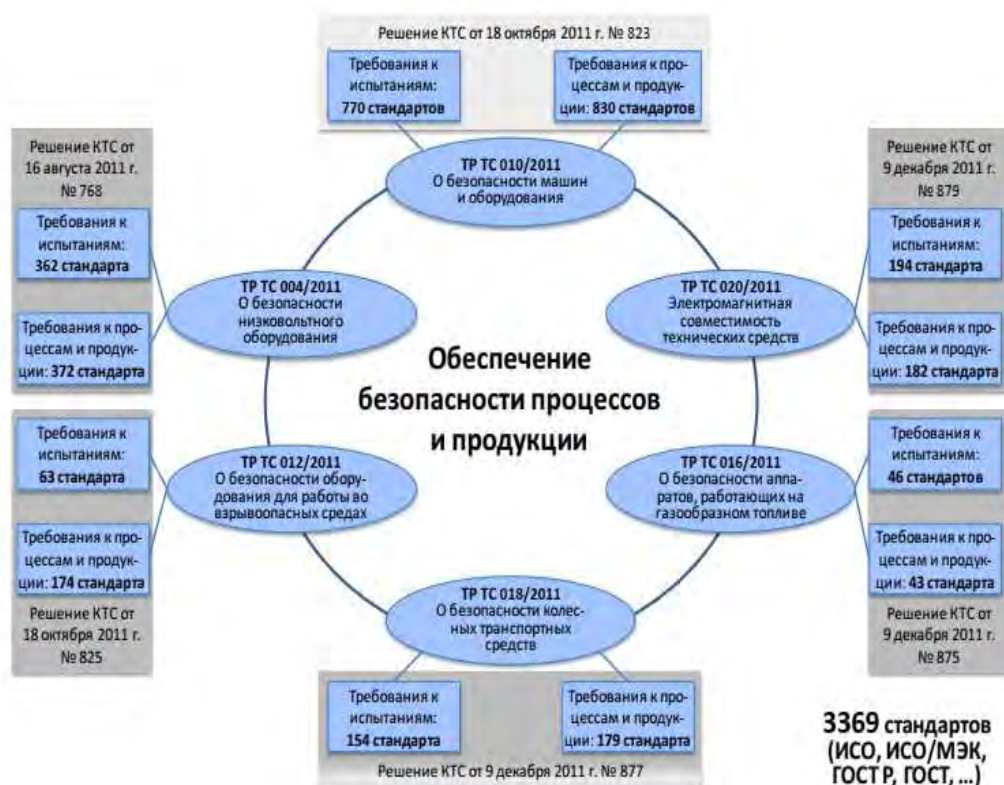 Решение КТС от 18 октября 2011 г. № 823
Требования к
испытаниям:
770 стандартов
Требования к про-
цессам и продук-
ции: 830 стандартов
ТР ТС 010/2011
О безопасности машин
и оборудования
Решение КТС от
16 августа 2011 г.
№ 768
Требования к
испытаниям:
362 стандарта
Требования к про-
цессам и продук-
ции: 372 стандарта
ТР ТС 004/2011
О безопасности
низковольтного
оборудования
Решение КТС от
9 декабря 2011 г.
№ 879
Требования к
испытаниям:
194 стандарта
Требования к про-
цессам и продук-
ции: 182 стандарта
ТР ТС 020/2011
Электромагнитная
совместимость
технических средств
Обеспечение
безопасности процессов
и продукции
Требования к
испытаниям:
63 стандарта
Требования к про-
цессам и продук-
ции: 174 стандарта
Решение КТС от
18 октября 2011 г.
№ 825
ТР ТС 012/2011
О безопасности обору-
дования для работы во
взрывоопасных средах
ТР ТС 016/2011
О безопасности аппа-
ратов, работающих на
газообразном топливе
Требования к
испытаниям:
46 стандартов
Требования к про-
цессам и продук-
ции: 43 стандарта
Решение КТС от
9 декабря 2011 г.
№ 875
ТР ТС 018/2011
О безопасности колес-
ных транспортных
средств
Требования к
испытаниям:
154 стандарта
Требования к про-
цессам и продук-
ции: 179 стандарта
Решение КТС от 9 декабря 2011 г. № 877
3369 стандартов
(ИСО, ИСО/МЭК,
ГОСТ Р, ГОСТ, ...)